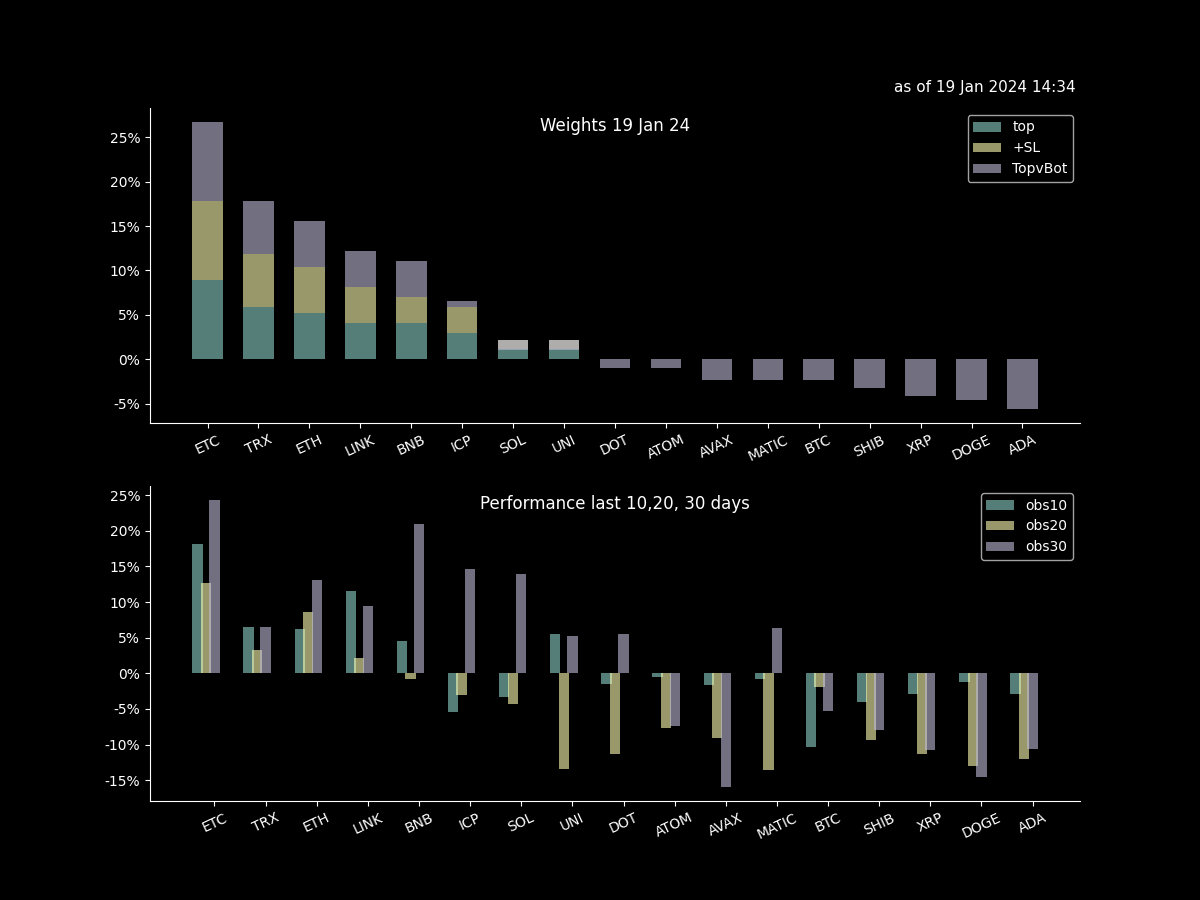 as of 19 Jan 2024 14:34
Weights 19 Jan 24
top
+SL
TopvBot
25%
20%
15%
10%
5%
0%
-5%
ETC TRX ETH LINK BNB ICP SOL UNI DOT ATOM AVAX MATIC BTC SHIB XRP DOGE ADA
Performance last 10,20, 30 days
obs10
obs20
obs30
25%
20%
15%
10%
5%
0%
-5%
-10%
-15%
ETC TRX ETH LINK BNB ICP SOL UNI DOT ATOM AVAX MATIC BTC SHIB XRP DOGE ADA